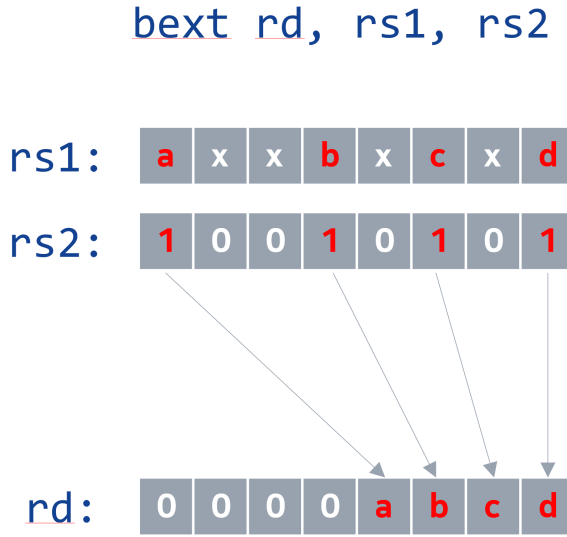 bext rd, rs1, rs2
rs1: a x x b x c x d
rs2: 1 0 0 1 0 1 0 1
rd: 0 0 0 0 a b c d